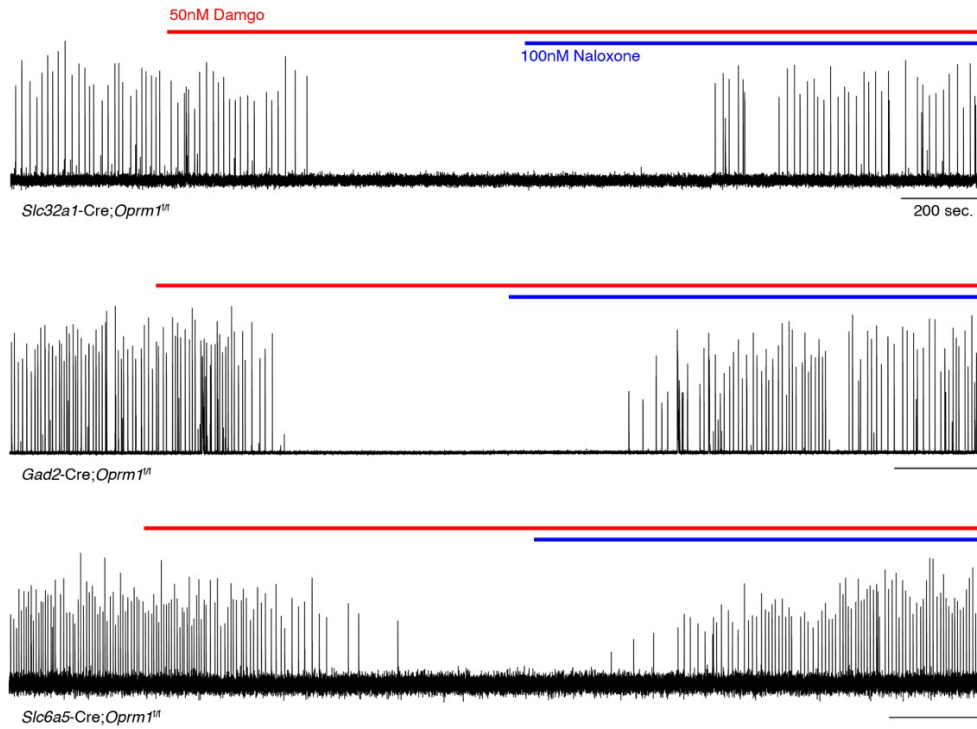 50nM Damgo
100nM Naloxone
Slc32a1-Cre;Oprm1f/f
200 sec.
Gad2-Cre;Oprm1f/f
Slc6a5-Cre;Oprm1f/f